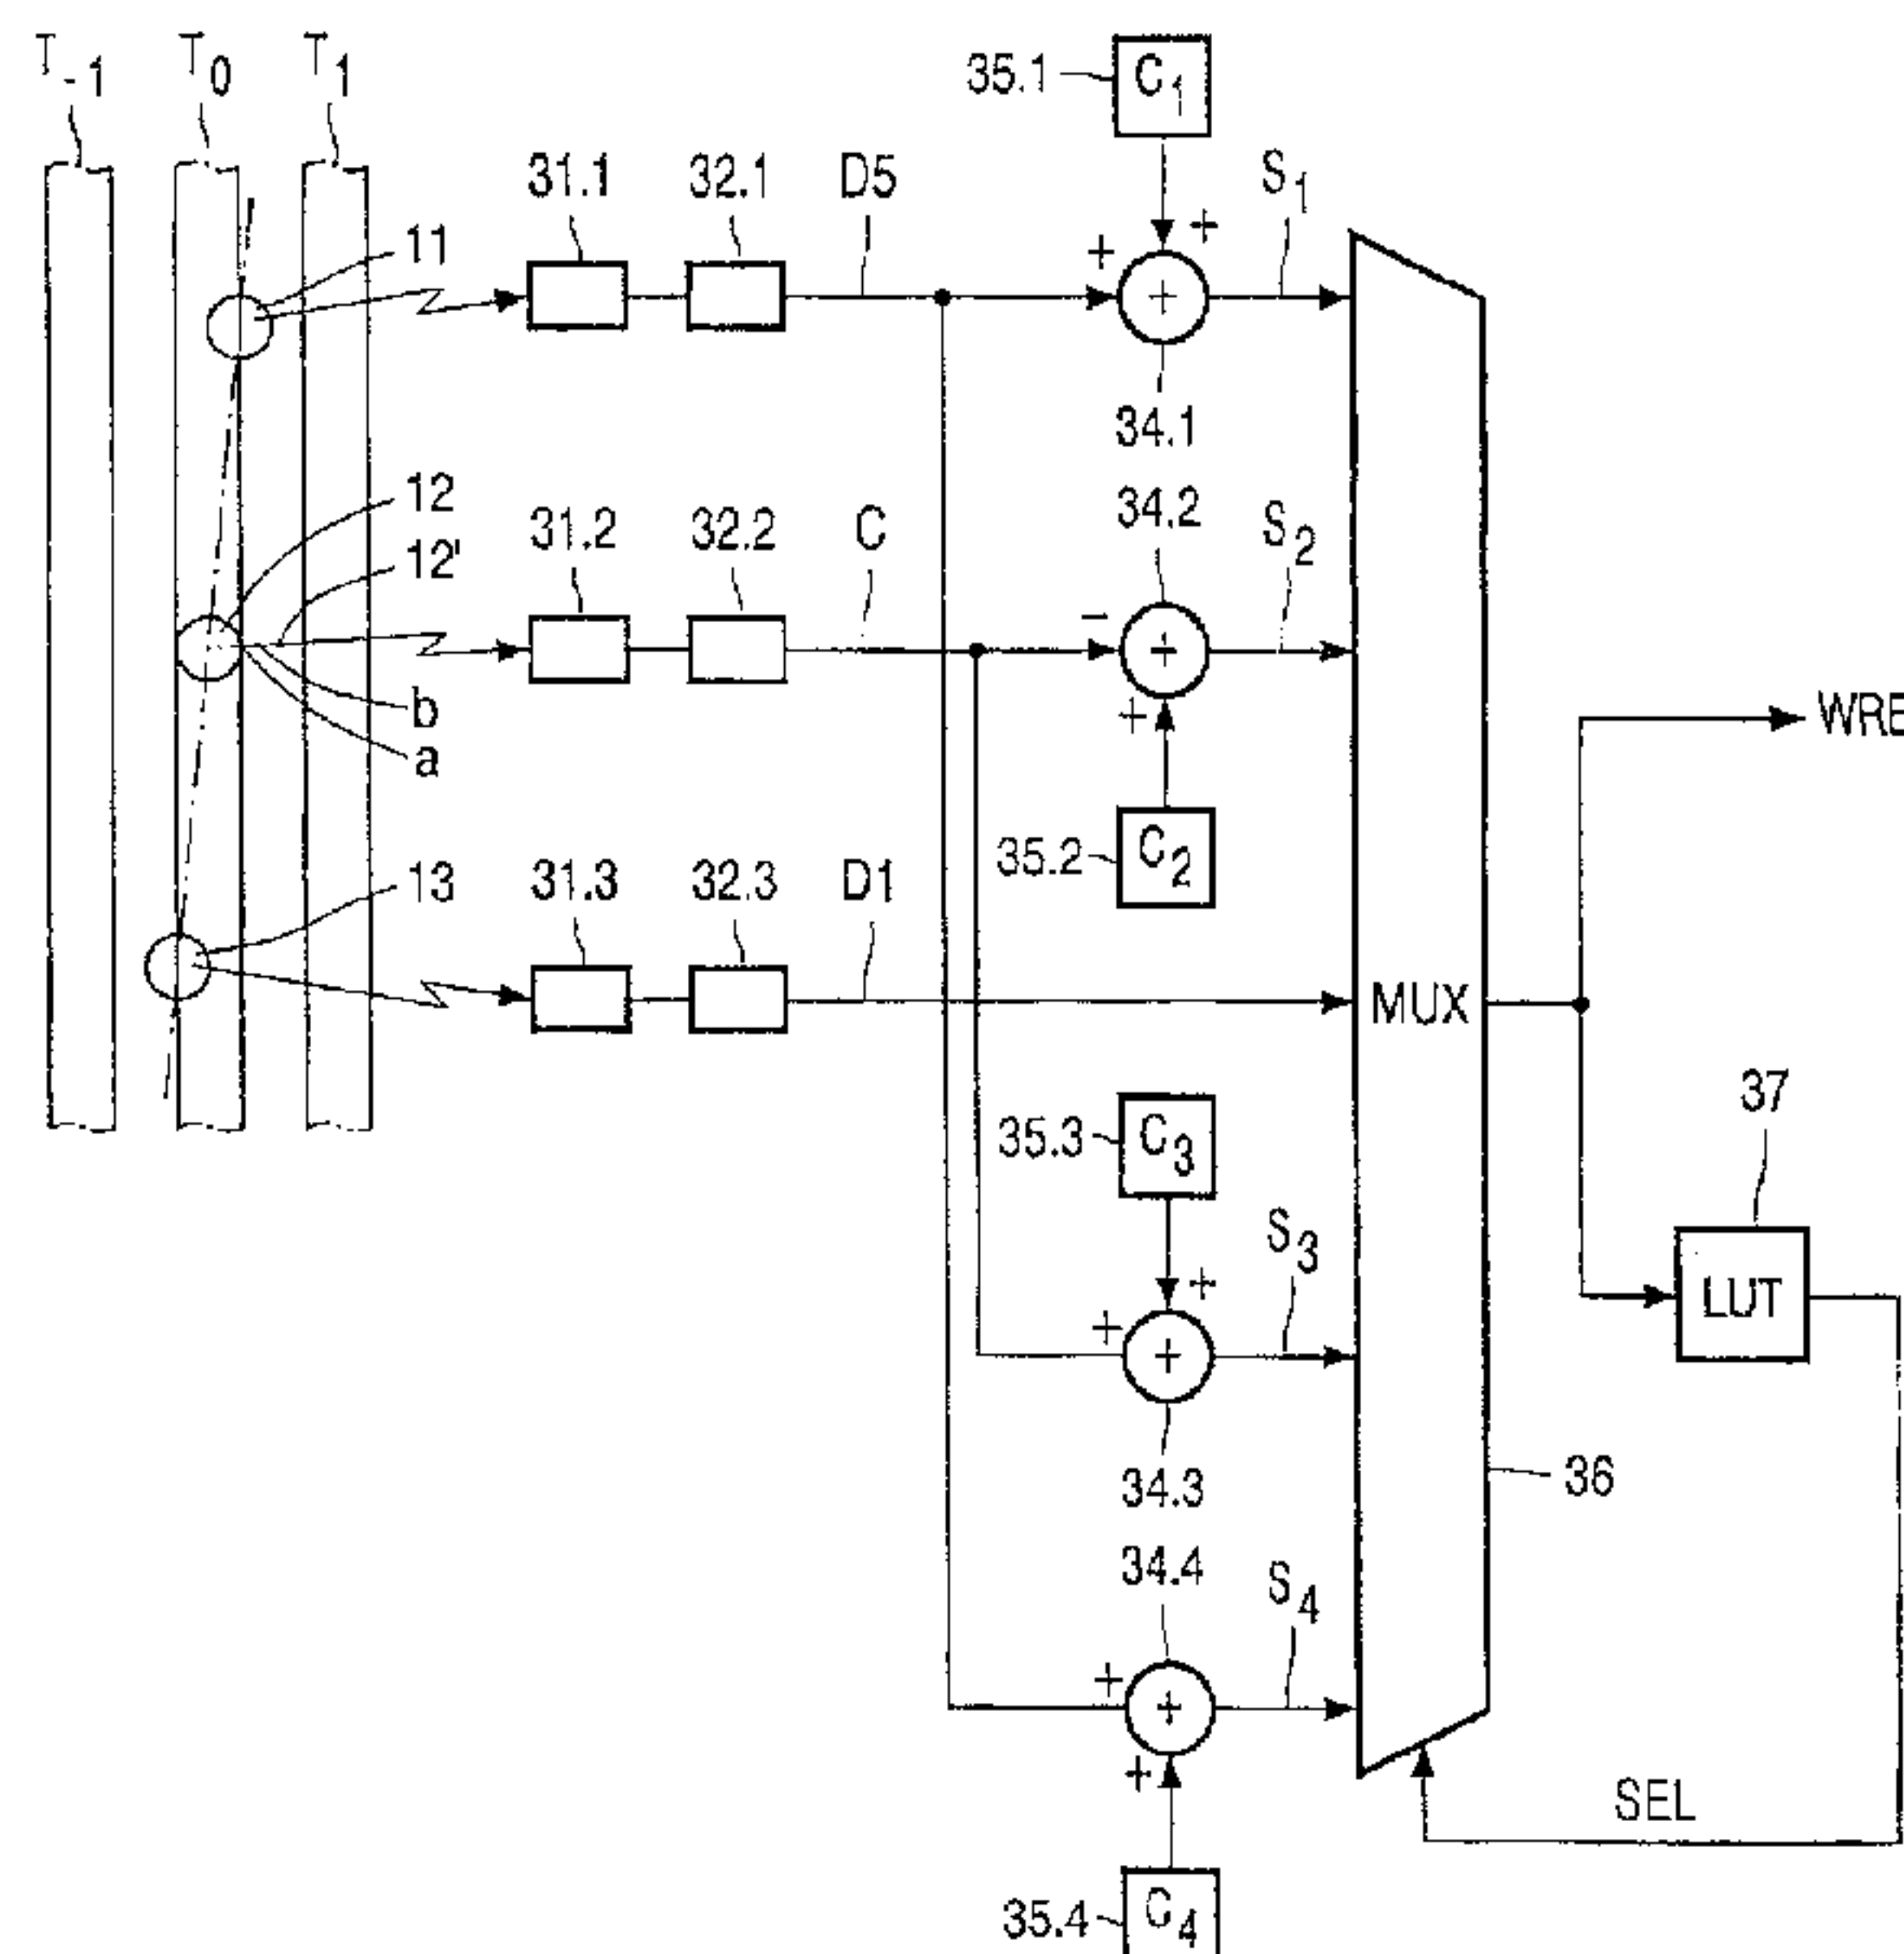 T-1 T0 T1
35.1 C1
31.1 32.1 D5 S1
+ +
11
+
34.1
12 31.2 32.2 C 34.2 S2
12'
- +
b
+
WRE
a
35.2 C2
13 31.3 32.3 D1
MUX
35.3 C3
37
S3
+ +
LUT
+
36
34.3
34.4 S4
+
+
+
SEL
35.4 C4